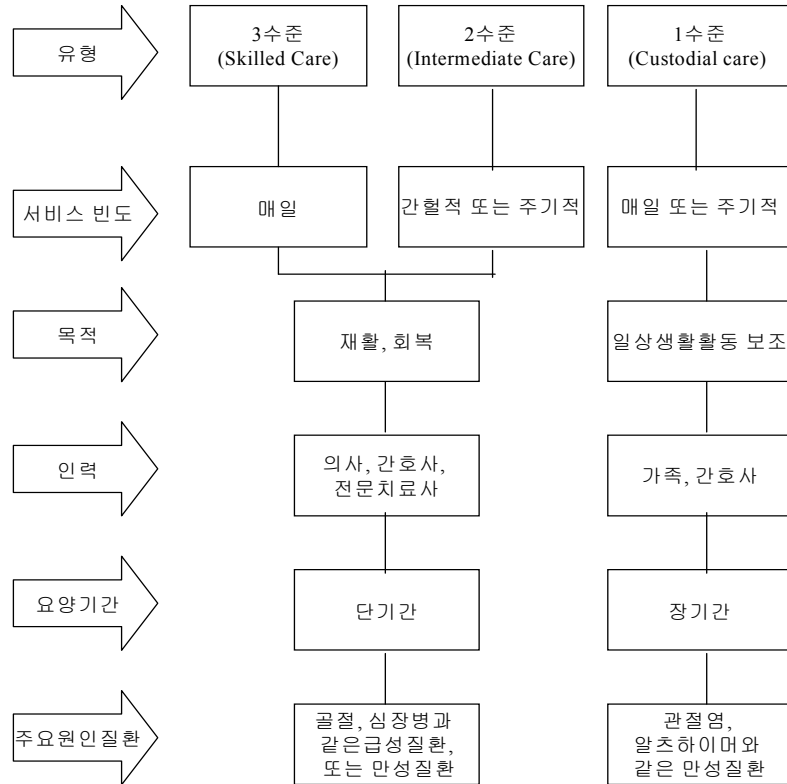 유형
3수준
(Skilled Care)
2수준
(Intermediate Care)
1수준
(Custodial care)
서비스 빈도
매일
간헐적 또는 주기적
매일 또는 주기적
목적
재활, 회복
일상생활활동 보조
인력
의사, 간호사,
전문치료사
가족, 간호사
요양기간
단기간
장기간
주요원인질환
골절, 심장병과
같은급성질환,
또는 만성질환
관절염,
알츠하이머와
같은 만성질환